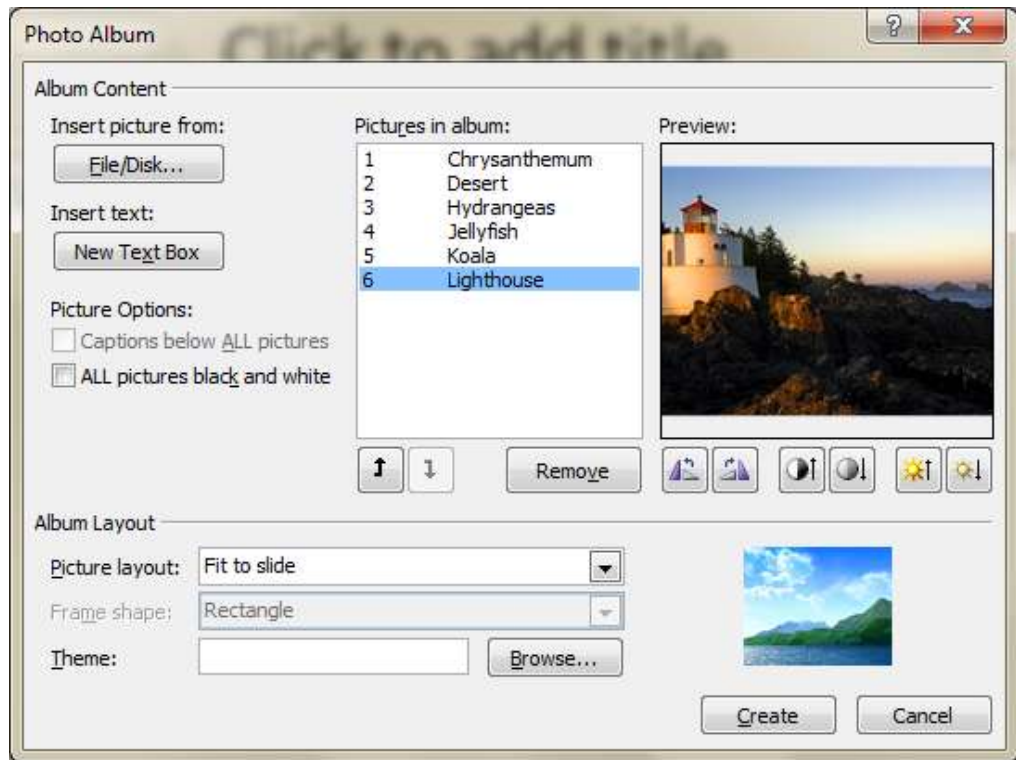 Photo Album
Click to add title
Album Content
Insert picture from:
File/Disk...
Insert text:
New Text Box
Picture Options:
Captions below ALL pictures
ALL pictures black and white
Pictures in album:
1 Chrysanthemum
2 Desert
3 Hydrangeas
4 Jellyfish
5 Koala
6 Lighthouse
Remove
Preview:
Album Layout
Picture layout: Fit to slide
Frame shape: Rectangle
Theme:
Browse...
Create
Cancel